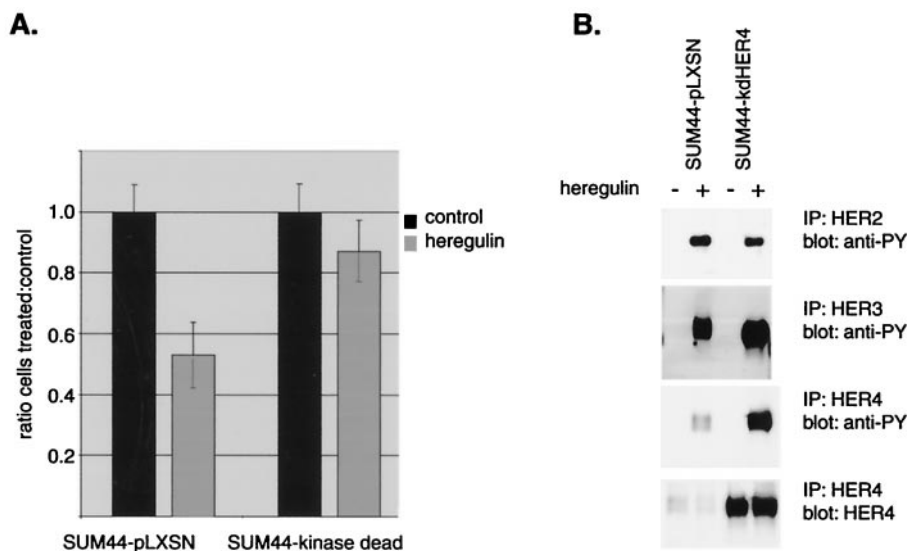 A.
ratio cells treated:control
1.0
0.8
0.6
0.4
0.2
control
heregulin
SUM44-pLXSN
SUM44-kinase dead
B.
SUM44-pLXSN
SUM44-kdHER4
heregulin - + - +
IP: HER2
blot: anti-PY
IP: HER3
blot: anti-PY
IP: HER4
blot: anti-PY
IP: HER4
blot: HER4